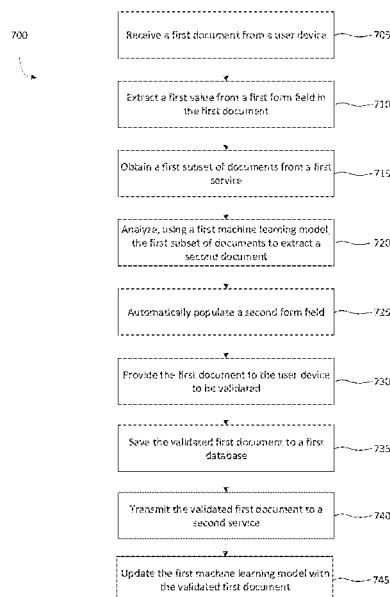 700
Receive a first document from a user device
705
Extract a first value from a first form field in
the first document
710
Obtain a first subset of documents from a first
service
715
Analyze, using a first machine learning model,
the first subset of documents to extract a
second document
720
Automatically populate a second form field
725
Provide the first document to the user device
to be validated
730
Save the validated first document to a first
database
735
Transmit the validated first document to a
second service
740
Update the first machine learning model with
the validated first document
745